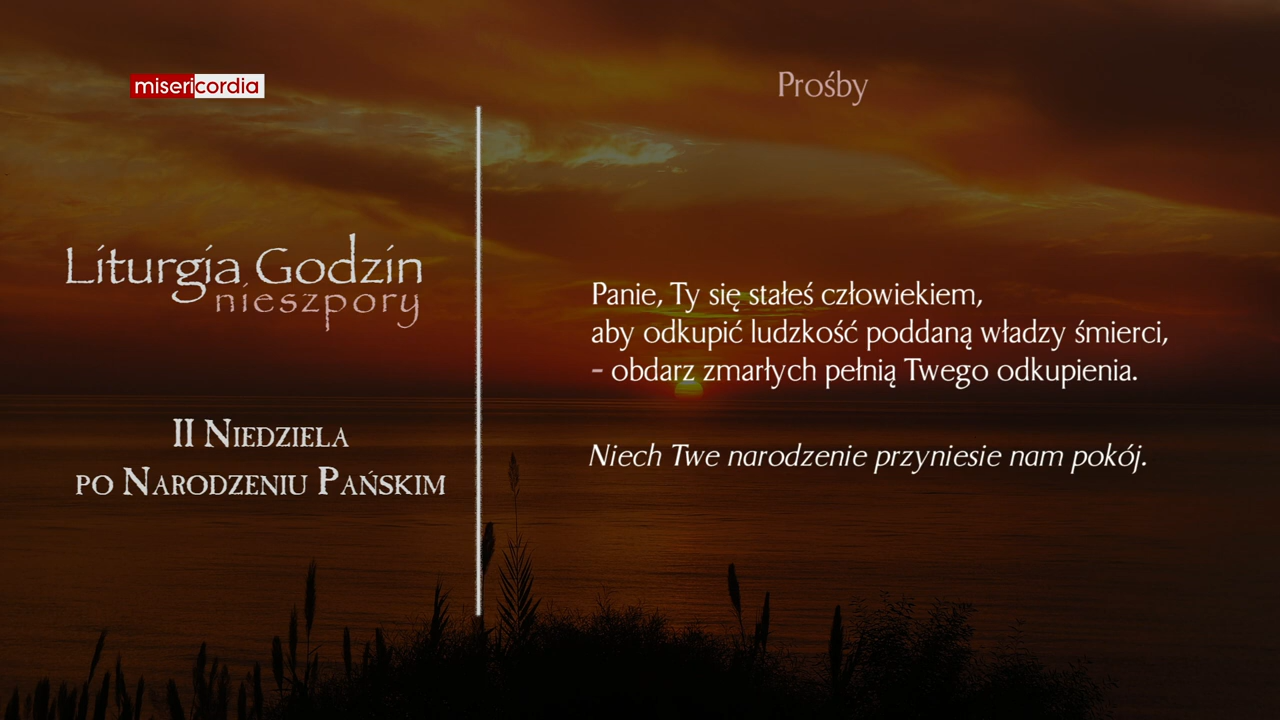 misericordia
Prośby
Liturgia Godzin
nieszpory
II Niedziela
po Narodzeniu Pańskim
Panie, Ty się stałeś człowiekiem,
aby odkupić ludzkość poddaną władzy śmierci,
- obdarz zmarłych pełnią Twego odkupienia.
Niech Twe narodzenie przyniesie nam pokój.